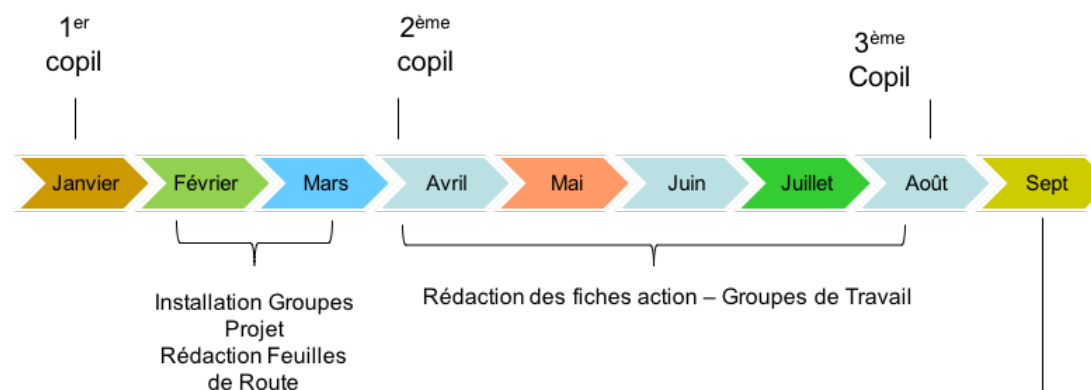 1er
copil
2ème
copil
3ème
Copil
Janvier
Février
Mars
Avril
Mai
Juin
Juillet
Août
Sept
Installation Groupes
Projet
Rédaction Feuilles
de Route
Rédaction des fiches action – Groupes de Travail